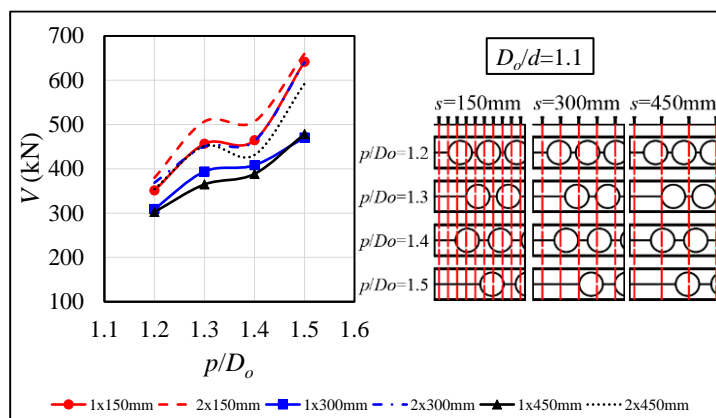 700
600
500
400
300
200
100
V (kN)
1.1 1.2 1.3 1.4 1.5 1.6
p/Do
Do/d=1.1
s=150mm s=300mm s=450mm
p/Do=1.2
p/Do=1.3
p/Do=1.4
p/Do=1.5
1x150mm 2x150mm 1x300mm 2x300mm 1x450mm 2x450mm